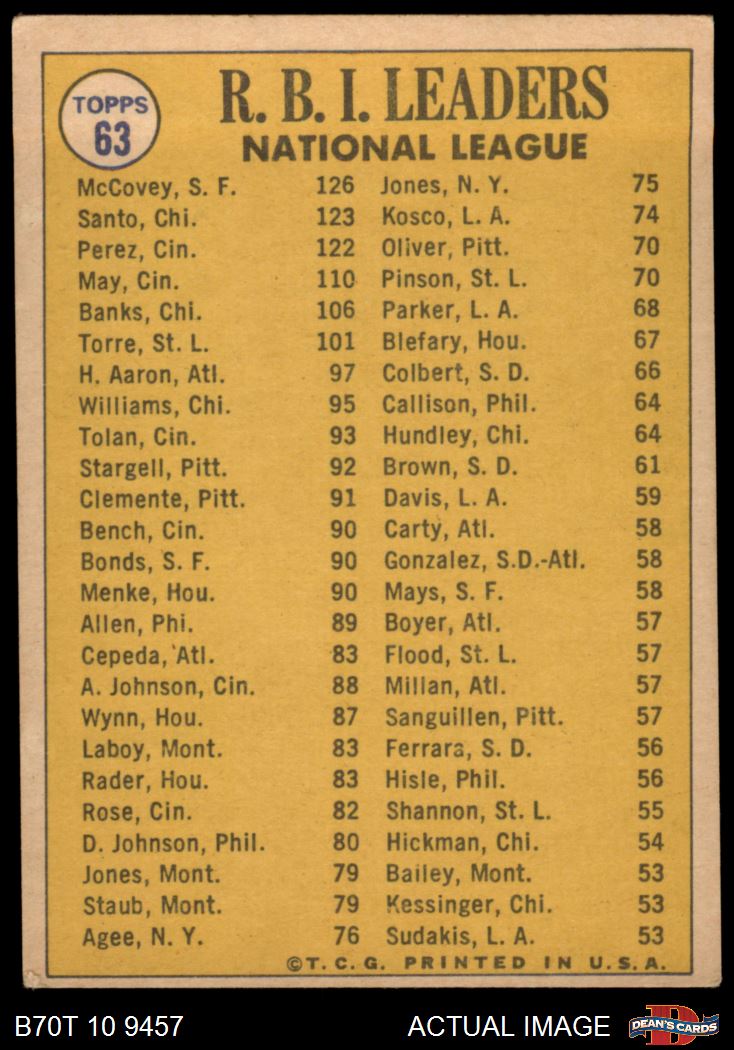 TOPPS
63
R. B. I. LEADERS
NATIONAL LEAGUE
McCovey, S. F. 126
Santo, Chi. 123
Perez, Cin. 122
May, Cin. 110
Banks, Chi. 106
Torre, St. L. 101
H. Aaron, Atl. 97
Williams, Chi. 95
Tolan, Cin. 93
Stargell, Pitt. 92
Clemente, Pitt. 91
Bench, Cin. 90
Bonds, S. F. 90
Menke, Hou. 90
Allen, Phi. 89
Cepeda, Atl. 83
A. Johnson, Cin. 88
Wynn, Hou. 87
Laboy, Mont. 83
Rader, Hou. 83
Rose, Cin. 82
D. Johnson, Phil. 80
Jones, Mont. 79
Staub, Mont. 79
Agee, N. Y. 76
Jones, N. Y. 75
Kosco, L. A. 74
Oliver, Pitt. 70
Pinson, St. L. 70
Parker, L. A. 68
Blefary, Hou. 67
Colbert, S. D. 66
Callison, Phil. 64
Hundley, Chi. 64
Brown, S. D. 61
Davis, L. A. 59
Carty, Atl. 58
Gonzalez, S.D.-Atl. 58
Mays, S. F. 58
Boyer, Atl. 57
Flood, St. L. 57
Millan, Atl. 57
Sanguillen, Pitt. 57
Ferrara, S. D. 56
Hisle, Phil. 56
Shannon, St. L. 55
Hickman, Chi. 54
Bailey, Mont. 53
Kessinger, Chi. 53
Sudakis, L. A. 53
©T. C. G. PRINTED IN U. S. A.
B70T 10 9457
ACTUAL IMAGE
D
DEAN'S CARDS